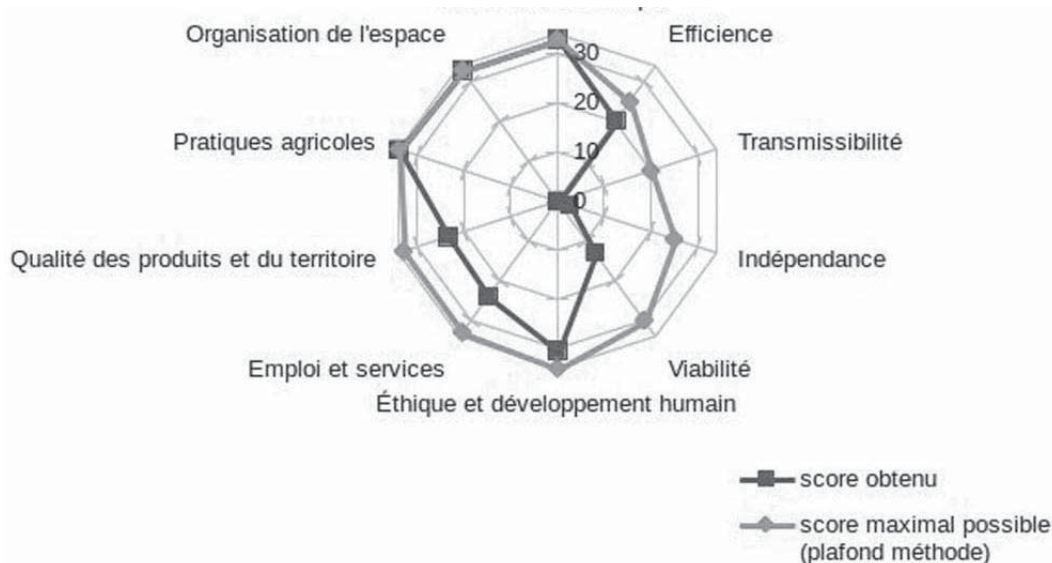 Organisation de l'espace
Efficience
30
20
Pratiques agricoles
Transmissibilité
10
0
Qualité des produits et du territoire
Indépendance
Emploi et services
Viabilité
Éthique et développement humain
score obtenu
score maximal possible
(plafond méthode)